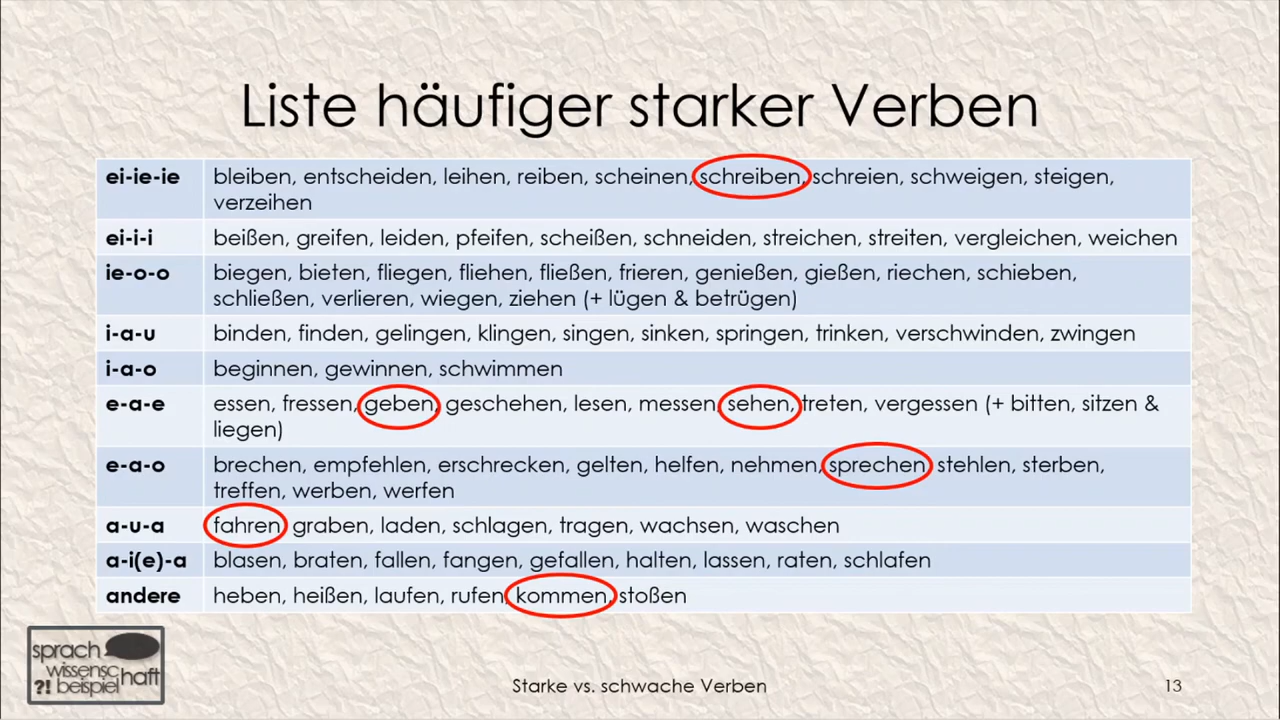 Liste häufiger starker Verben
ei-ie-ie bleiben, entscheiden, leihen, reiben, scheinen, schreiben, schreien, schweigen, steigen,
verzeihen
ei-i-i beißen, greifen, leiden, pfeifen, scheißen, schneiden, streichen, streiten, vergleichen, weichen
ie-o-o biegen, bieten, fliegen, fliehen, fließen, frieren, genießen, gießen, riechen, schieben,
schließen, verlieren, wiegen, ziehen (+ lügen & betrügen)
i-a-u binden, finden, gelingen, klingen, singen, sinken, springen, trinken, verschwinden, zwingen
i-a-o beginnen, gewinnen, schwimmen
e-a-e essen, fressen, geben, geschehen, lesen, messen, sehen, treten, vergessen (+ bitten, sitzen &
liegen)
e-a-o brechen, empfehlen, erschrecken, gelten, helfen, nehmen, sprechen, stehlen, sterben,
treffen, werben, werfen
a-u-a fahren, graben, laden, schlagen, tragen, wachsen, waschen
a-i(e)-a blasen, braten, fallen, fangen, gefallen, halten, lassen, raten, schlafen
andere heben, heißen, laufen, rufen, kommen, stoßen
sprach
wissensc haft
?! beispiel
Starke vs. schwache Verben 13